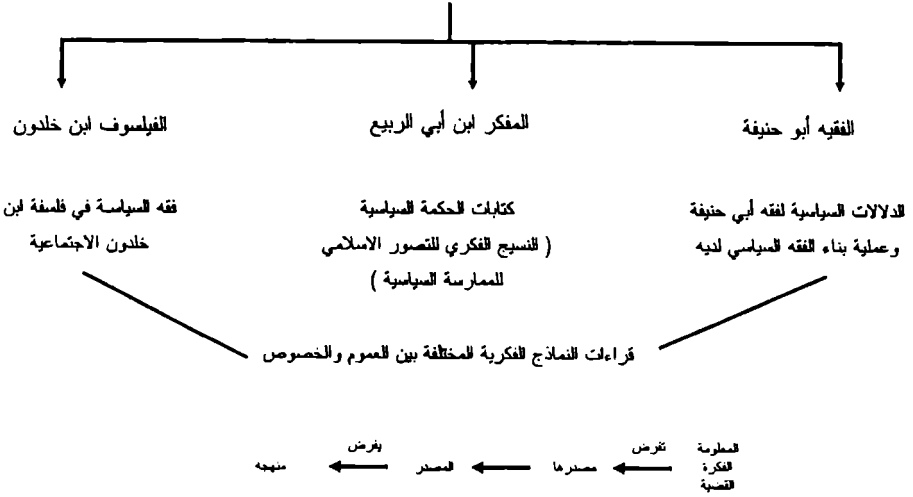 الفقيه أبو حنيفة
المفكر ابن أبي الربيع
الفيلسوف ابن خلدون
الدلالات السياسية لفقه أبي حنيفة
وعملية بناء الفقه السياسي لديه
كتابات الحكمة السياسية
( النسيج الفكري للتصور الاسلامي
للممارسة السياسية )
فقه السياسة في فلسفة ابن
خلدون الاجتماعية
قراءات النماذج الفكرية المختلفة بين العموم والخصوص
المعلومة
الفكرة
القضية
تفرض
مصدرها
المصدر
يفرض
منهجه